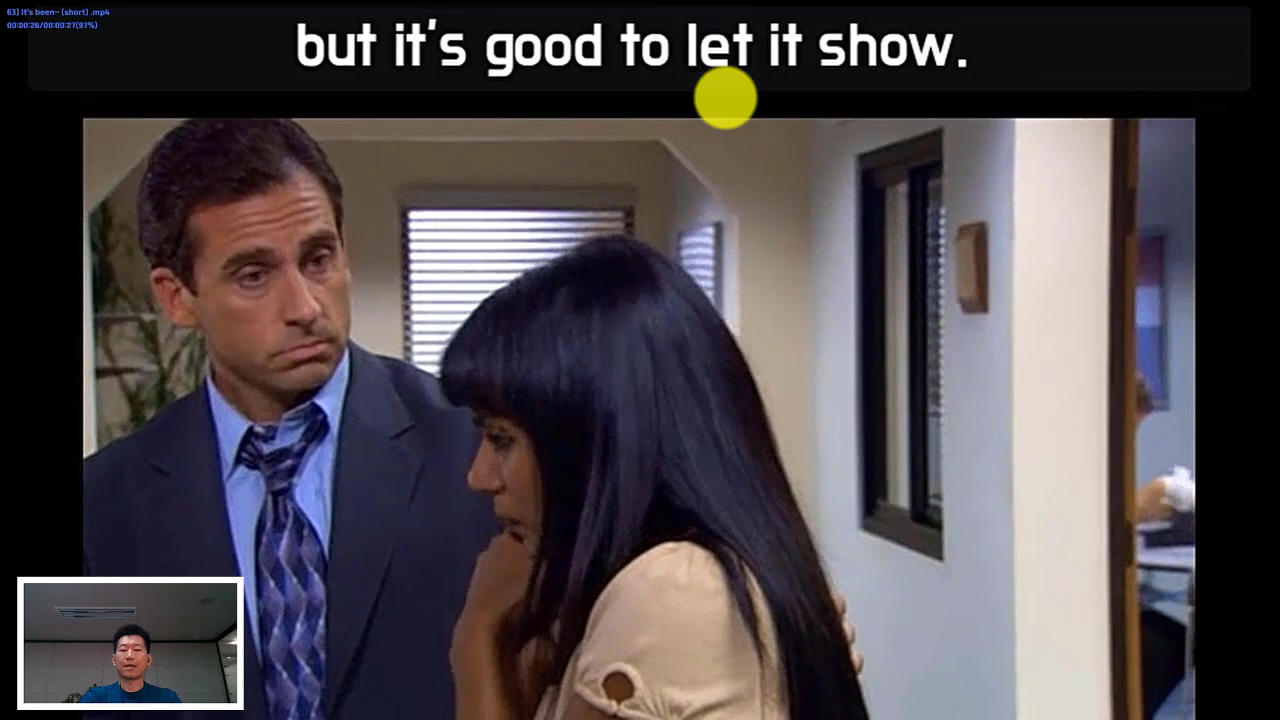 63) It's been~ (short) .mp4
00:00:26/00:00:27(97%)
but it's good to let it show.